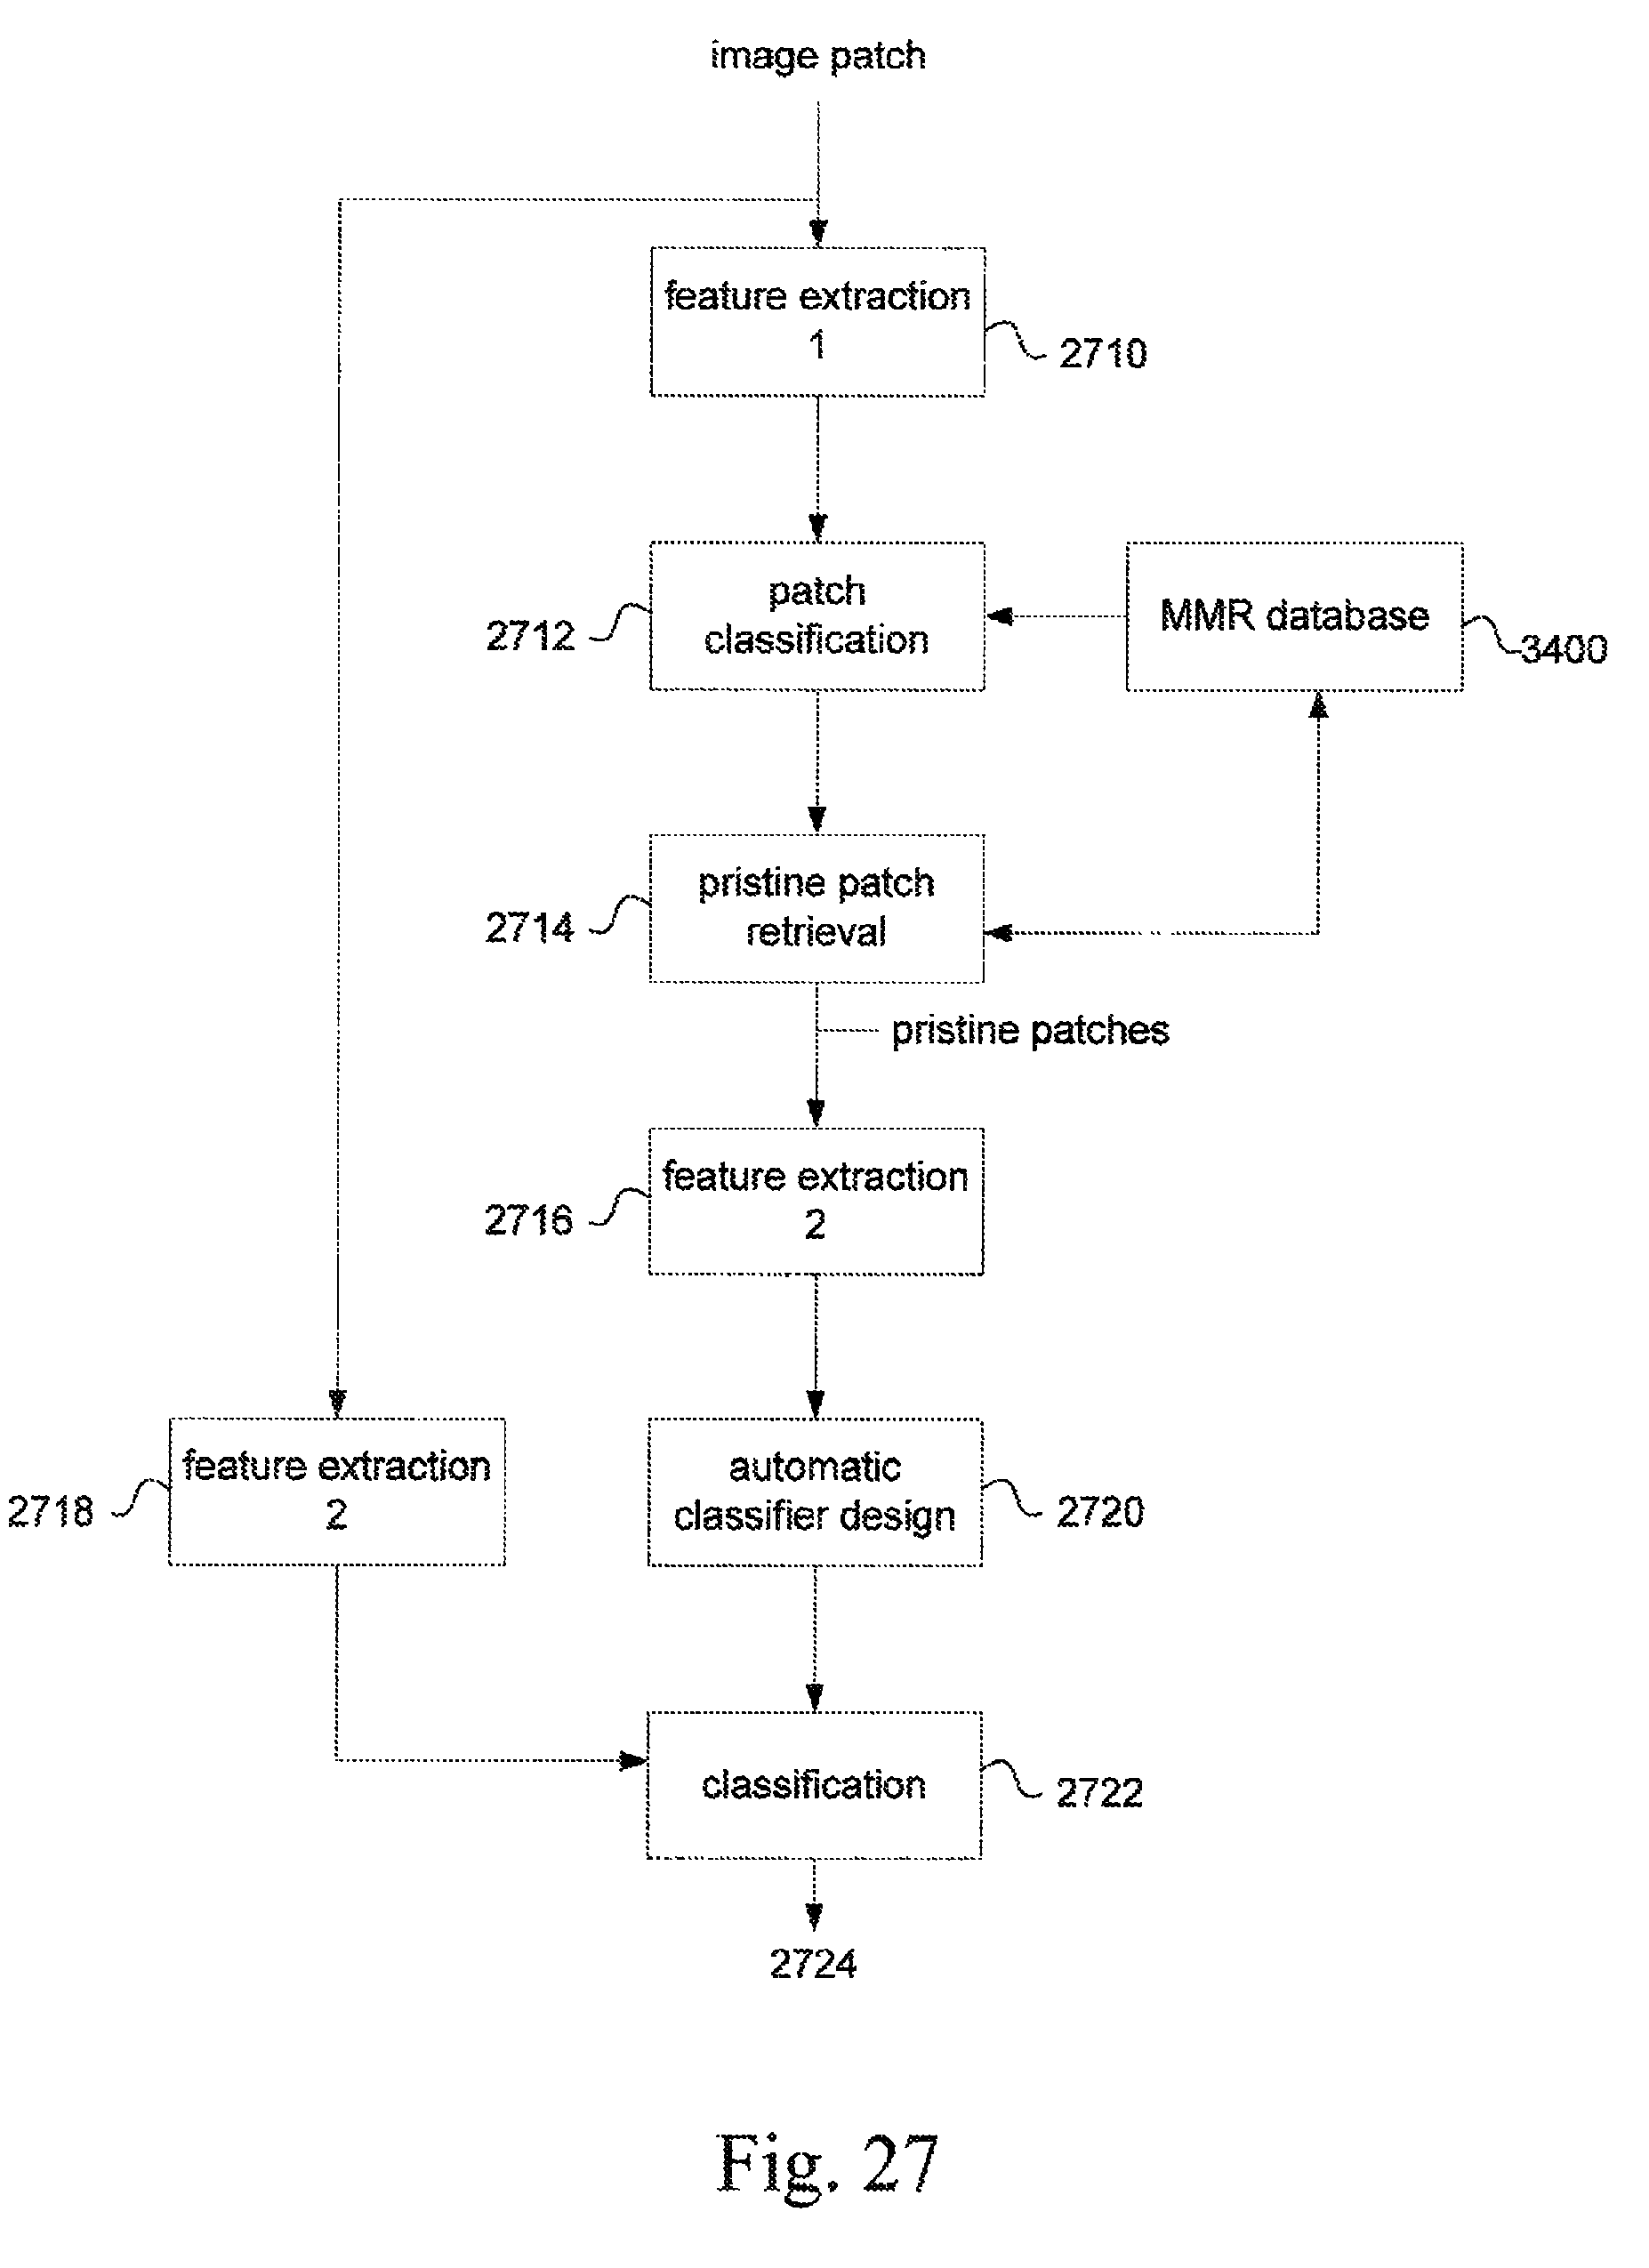 image patch
feature extraction
1
2710
patch
classification
2712
MMR database
3400
pristine patch
retrieval
2714
pristine patches
feature extraction
2
2716
feature extraction
2
2718
automatic
classifier design
2720
classification
2722
2724
Fig. 27